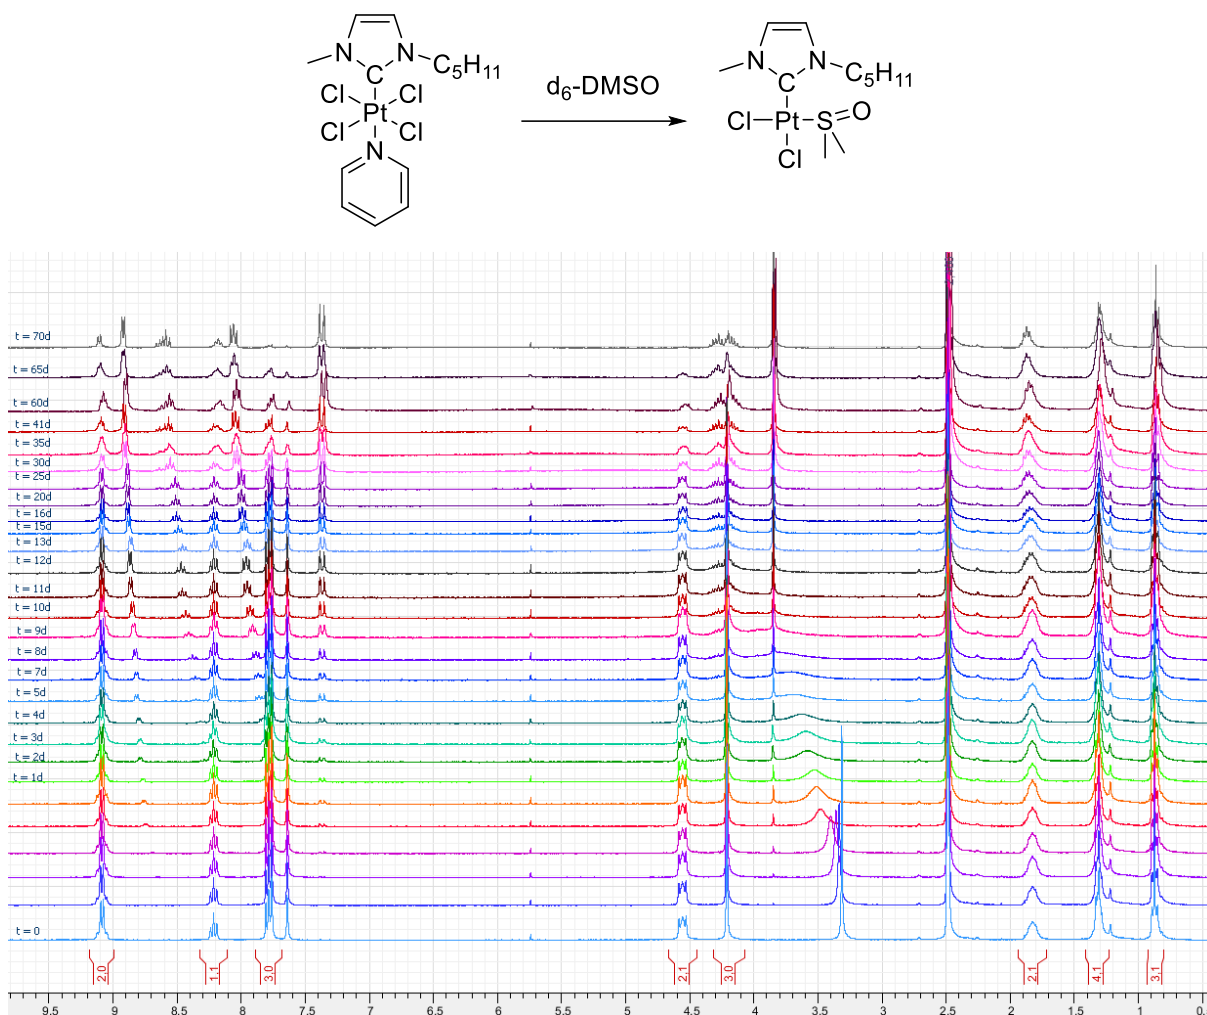 N
N
C5H11
C
Cl
Cl
Pt
Cl
Cl
N
d6-DMSO
N
N
C5H11
C
Cl
Pt
S
O
Cl
t = 70d
t = 65d
t = 60d
t = 41d
t = 35d
t = 30d
t = 25d
t = 20d
t = 16d
t = 15d
t = 13d
t = 12d
t = 11d
t = 10d
t = 9d
t = 8d
t = 7d
t = 5d
t = 4d
t = 3d
t = 2d
t = 1d
t = 0
2.0
1.1
3.0
2.1
3.0
2.1
4.1
3.1
9.5 9 8.5 8 7.5 7 6.5 6 5.5 5 4.5 4 3.5 3 2.5 2 1.5 1